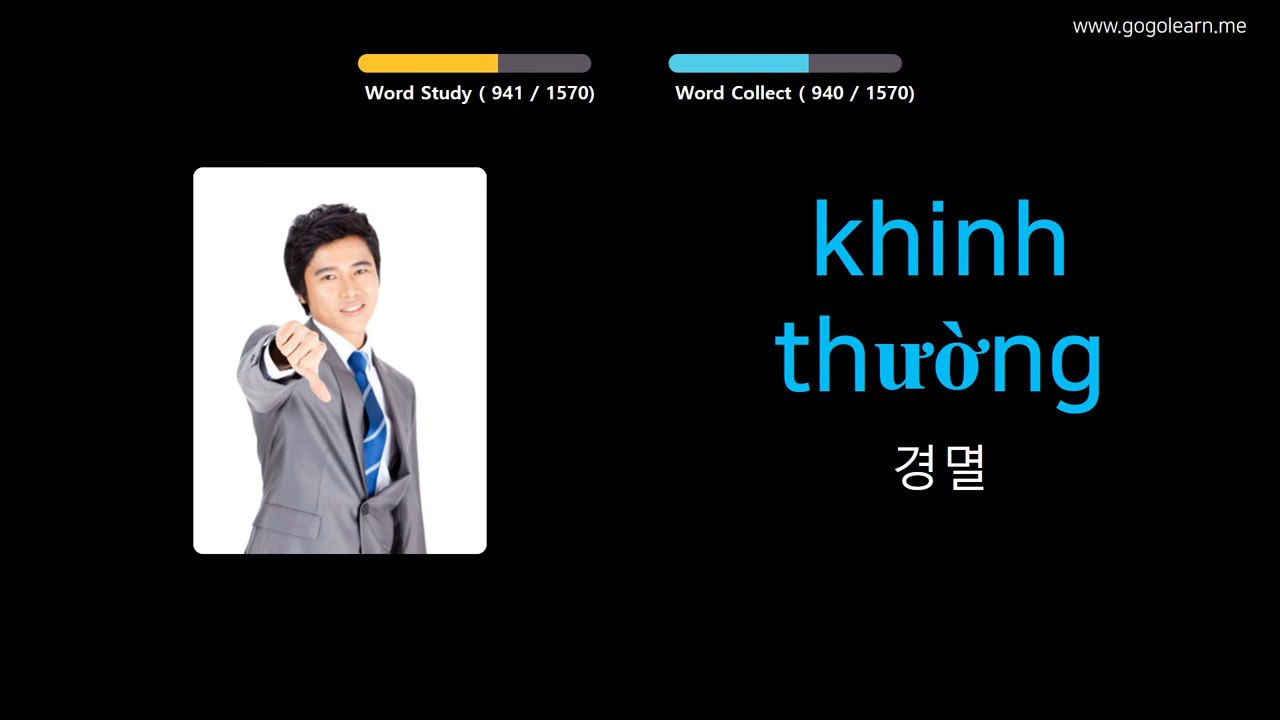 www.gogolearn.me
Word Study ( 941 / 1570)
Word Collect ( 940 / 1570)
khinh
thường
경멸